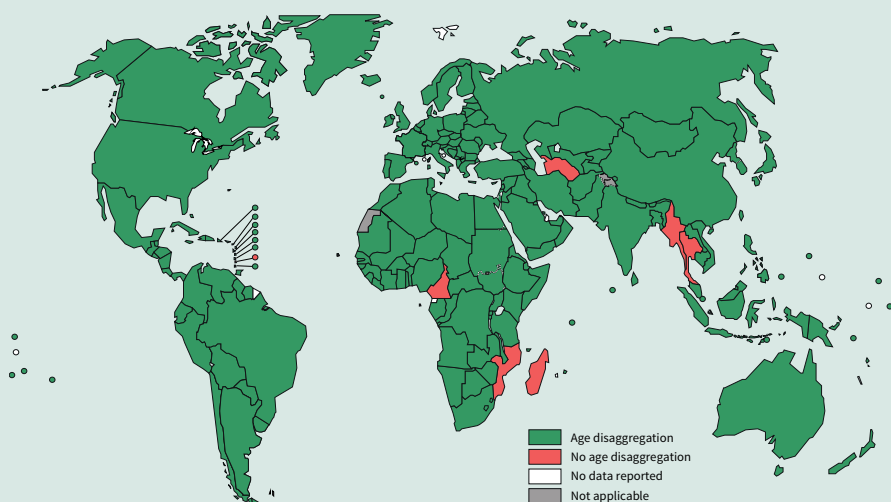 Age disaggregation
No age disaggregation
No data reported
Not applicable